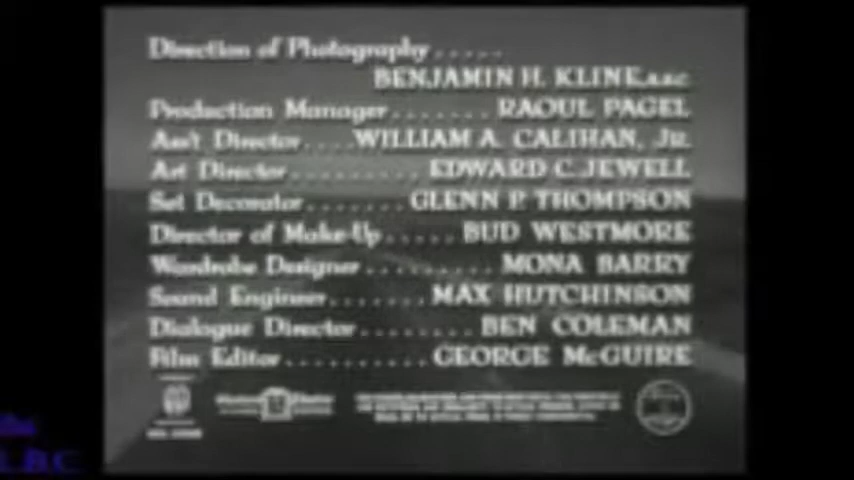 Direction of Photography.....
BENJAMIN H. KLINE, A.S.C.
Production Manager.......RAOUL PAGEL
Ass't Director....WILLIAM A. CALIHAN, JR.
Art Director..........EDWARD C. JEWELL
Set Decorator.......GLENN P. THOMPSON
Director of Make-Up.....BUD WESTMORE
Wardrobe Designer.........MONA BARRY
Sound Engineer.......MAX HUTCHINSON
Dialogue Director........BEN COLEMAN
Film Editor..........GEORGE McGUIRE